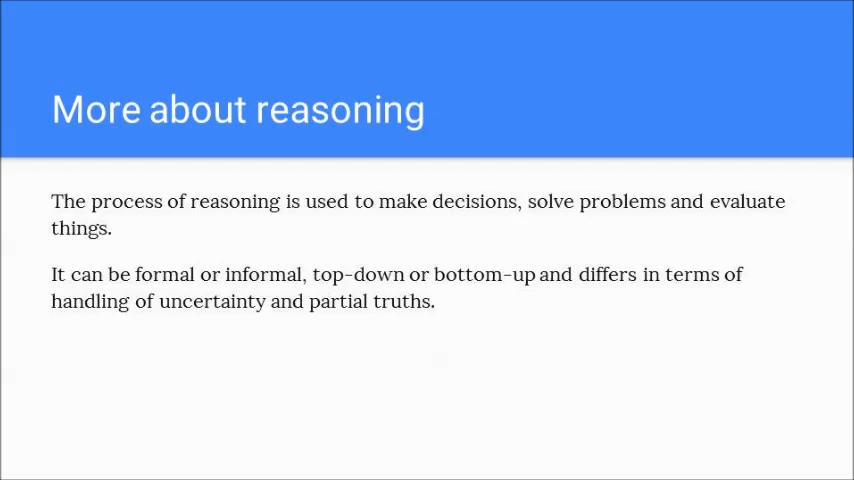 More about reasoning
The process of reasoning is used to make decisions, solve problems and evaluate
things.
It can be formal or informal, top-down or bottom-up and differs in terms of
handling of uncertainty and partial truths.